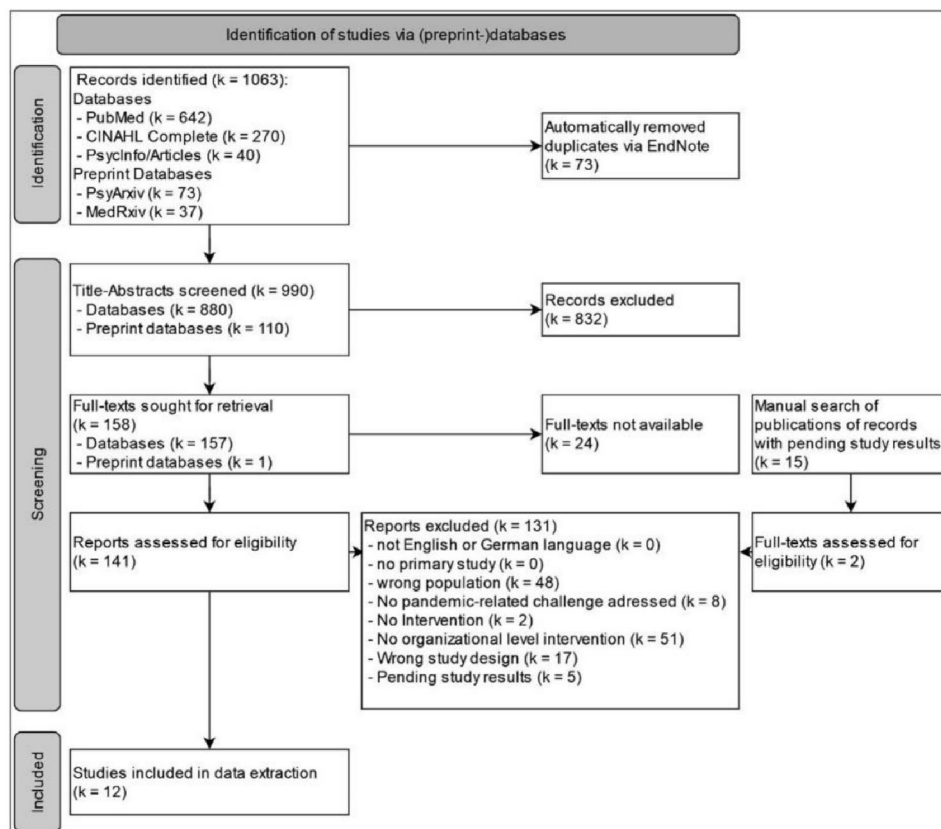 Identification of studies via (preprint-)databases
Identification
Records identified (k = 1063):
Databases
- PubMed (k = 642)
- CINAHL Complete (k = 270)
- PsycInfo/Articles (k = 40)
Preprint Databases
- PsyArxiv (k = 73)
- MedRxiv (k = 37)
Automatically removed
duplicates via EndNote
(k = 73)
Screening
Title-Abstracts screened (k = 990)
- Databases (k = 880)
- Preprint databases (k = 110)
Records excluded
(k = 832)
Full-texts sought for retrieval
(k = 158)
- Databases (k = 157)
- Preprint databases (k = 1)
Full-texts not available
(k = 24)
Manual search of
publications of records
with pending study results
(k = 15)
Reports assessed for eligibility
(k = 141)
Reports excluded (k = 131)
- not English or German language (k = 0)
- no primary study (k = 0)
- wrong population (k = 48)
- No pandemic-related challenge adressed (k = 8)
- No Intervention (k = 2)
- No organizational level intervention (k = 51)
- Wrong study design (k = 17)
- Pending study results (k = 5)
Full-texts assessed for
eligibility (k = 2)
Included
Studies included in data extraction
(k = 12)